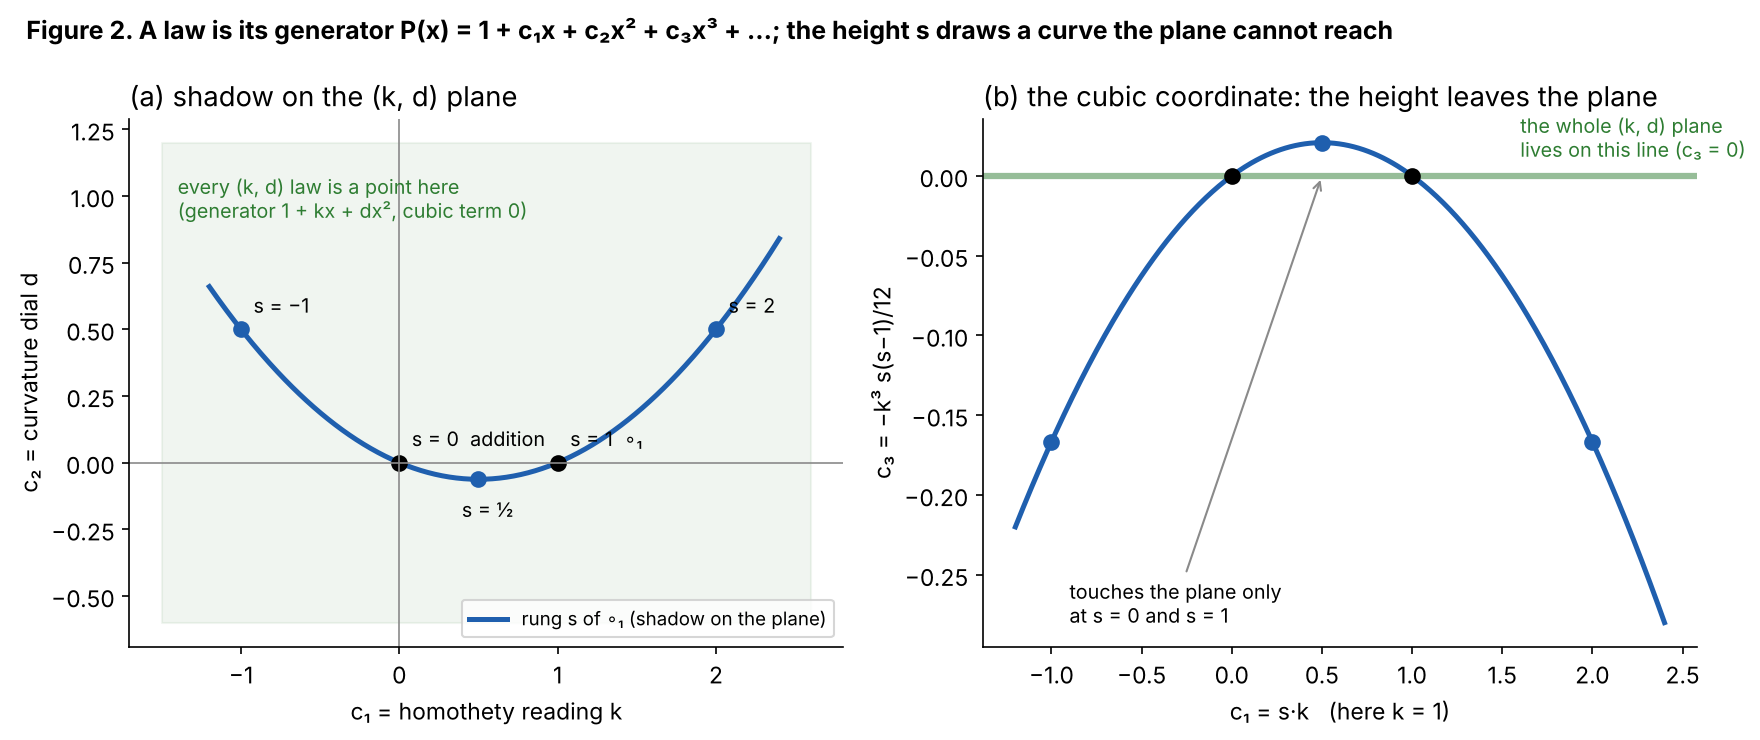 Figure 2. A law is its generator P(x) = 1 + c₁x + c₂x² + c₃x³ + …; the height s draws a curve the plane cannot reach
(a) shadow on the (k, d) plane
c₂ = curvature dial d
1.25
1.00
0.75
0.50
0.25
0.00
−0.25
−0.50
every (k, d) law is a point here
(generator 1 + kx + dx², cubic term 0)
s = −1
s = 2
s = 0 addition
s = 1 ∘₁
s = ½
rung s of ∘₁ (shadow on the plane)
−1
0
1
2
c₁ = homothety reading k
(b) the cubic coordinate: the height leaves the plane
the whole (k, d) plane
lives on this line (c₃ = 0)
c₃ = −k³ s(s−1)/12
0.00
−0.05
−0.10
−0.15
−0.20
−0.25
touches the plane only
at s = 0 and s = 1
−1.0
−0.5
0.0
0.5
1.0
1.5
2.0
2.5
c₁ = s·k (here k = 1)